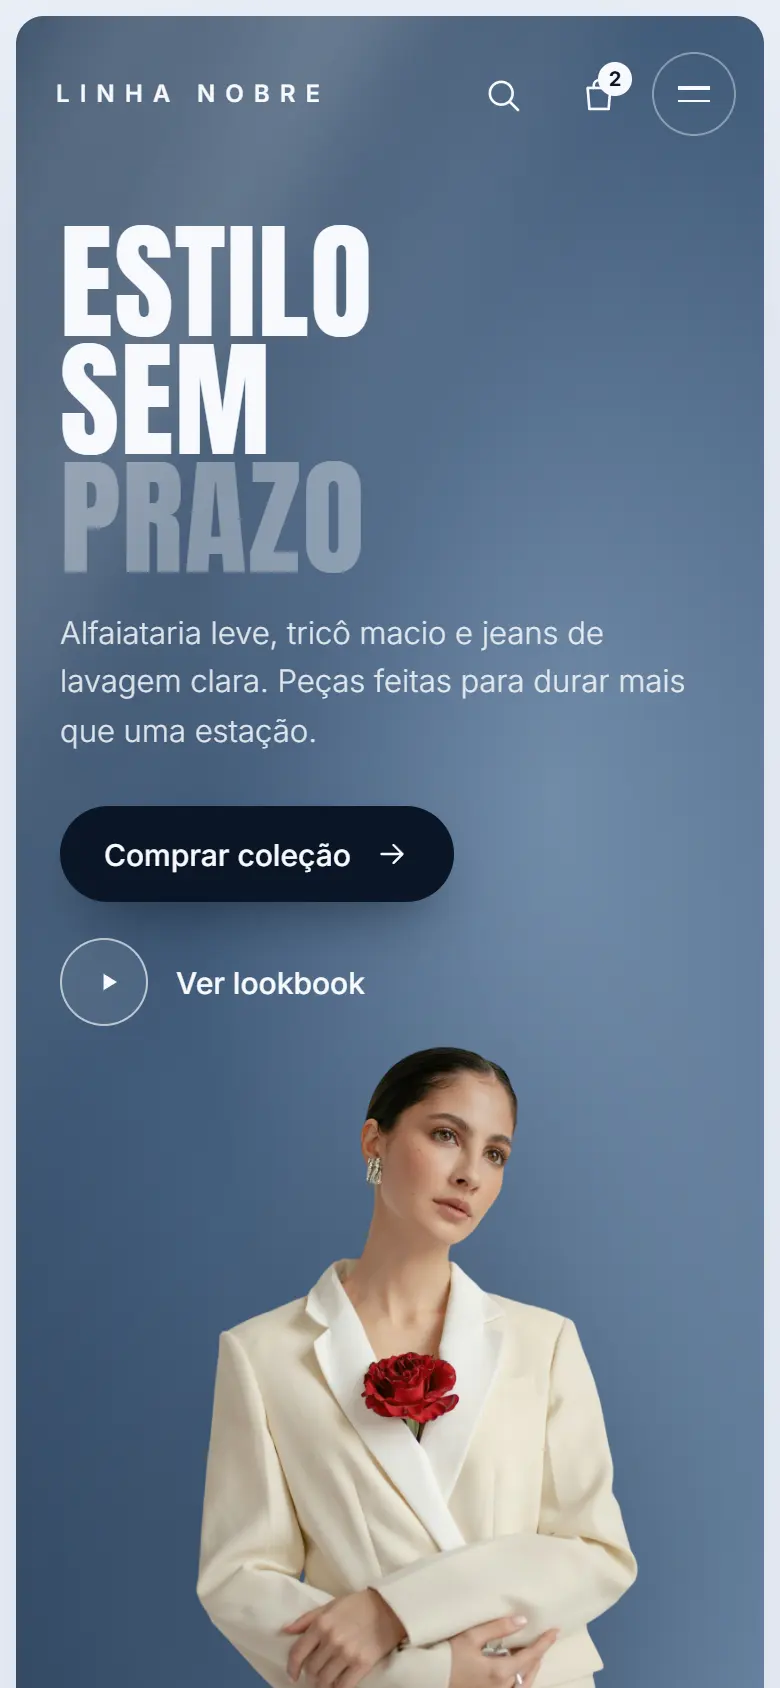 LINHA NOBRE
2
ESTILO
SEM
PRAZO
Alfaiataria leve, tricô macio e jeans de
lavagem clara. Peças feitas para durar mais
que uma estação.
Comprar coleção
Ver lookbook